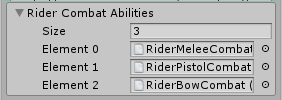 Rider Combat Abilities
Size 3
Element 0 RiderMeleeCombat
Element 1 RiderPistolCombat
Element 2 RiderBowCombat (